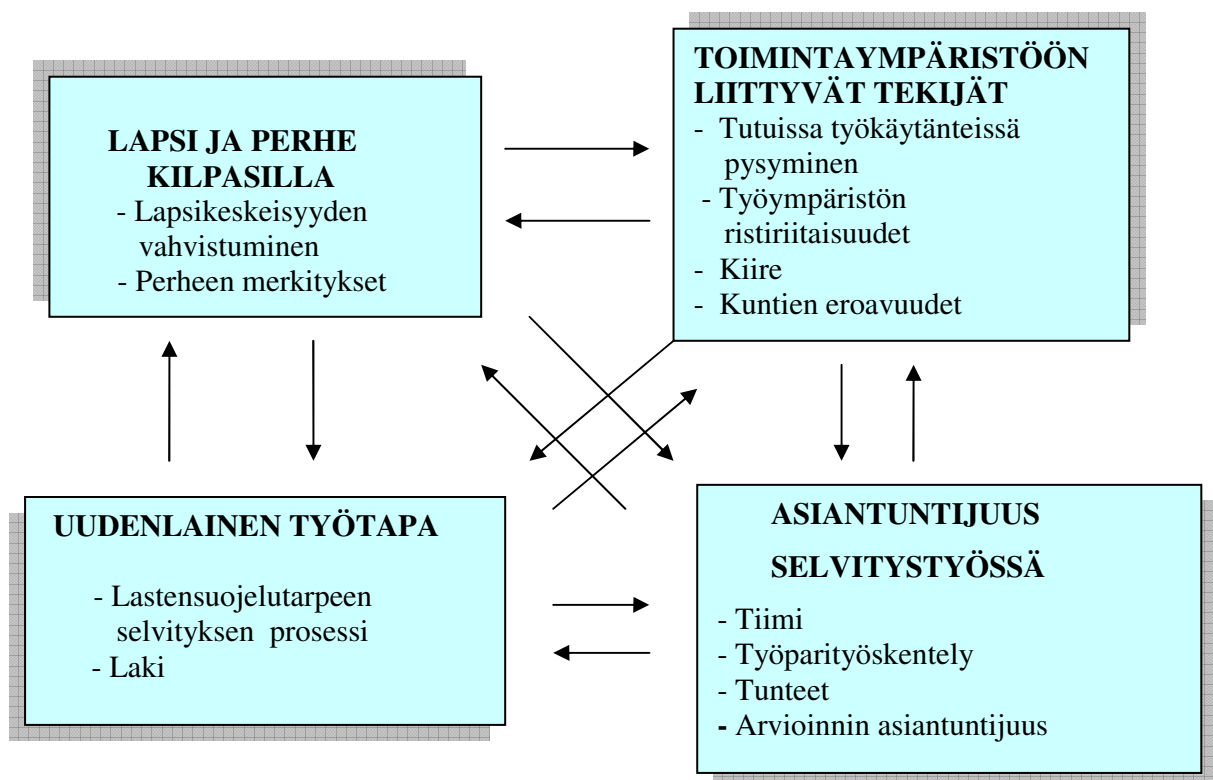 LAPSI JA PERHE
KILPASILLA
- Lapsikeskeisyyden
vahvistuminen
- Perheen merkitykset
TOIMINTAYMPÄRISTÖÖN
LIITTYVÄT TEKIJÄT
- Tutuissa työkäytänteissä
pysyminen
- Työympäristön
ristiriitaisuudet
- Kiire
- Kuntien eroavuudet
UUDENLAINEN TYÖTAPA
- Lastensuojelutarpeen
selvityksen prosessi
- Laki
ASIANTUNTIJUUS
SELVITYSTYÖSSÄ
- Tiimi
- Työparityöskentely
- Tunteet
- Arvioinnin asiantuntijuus